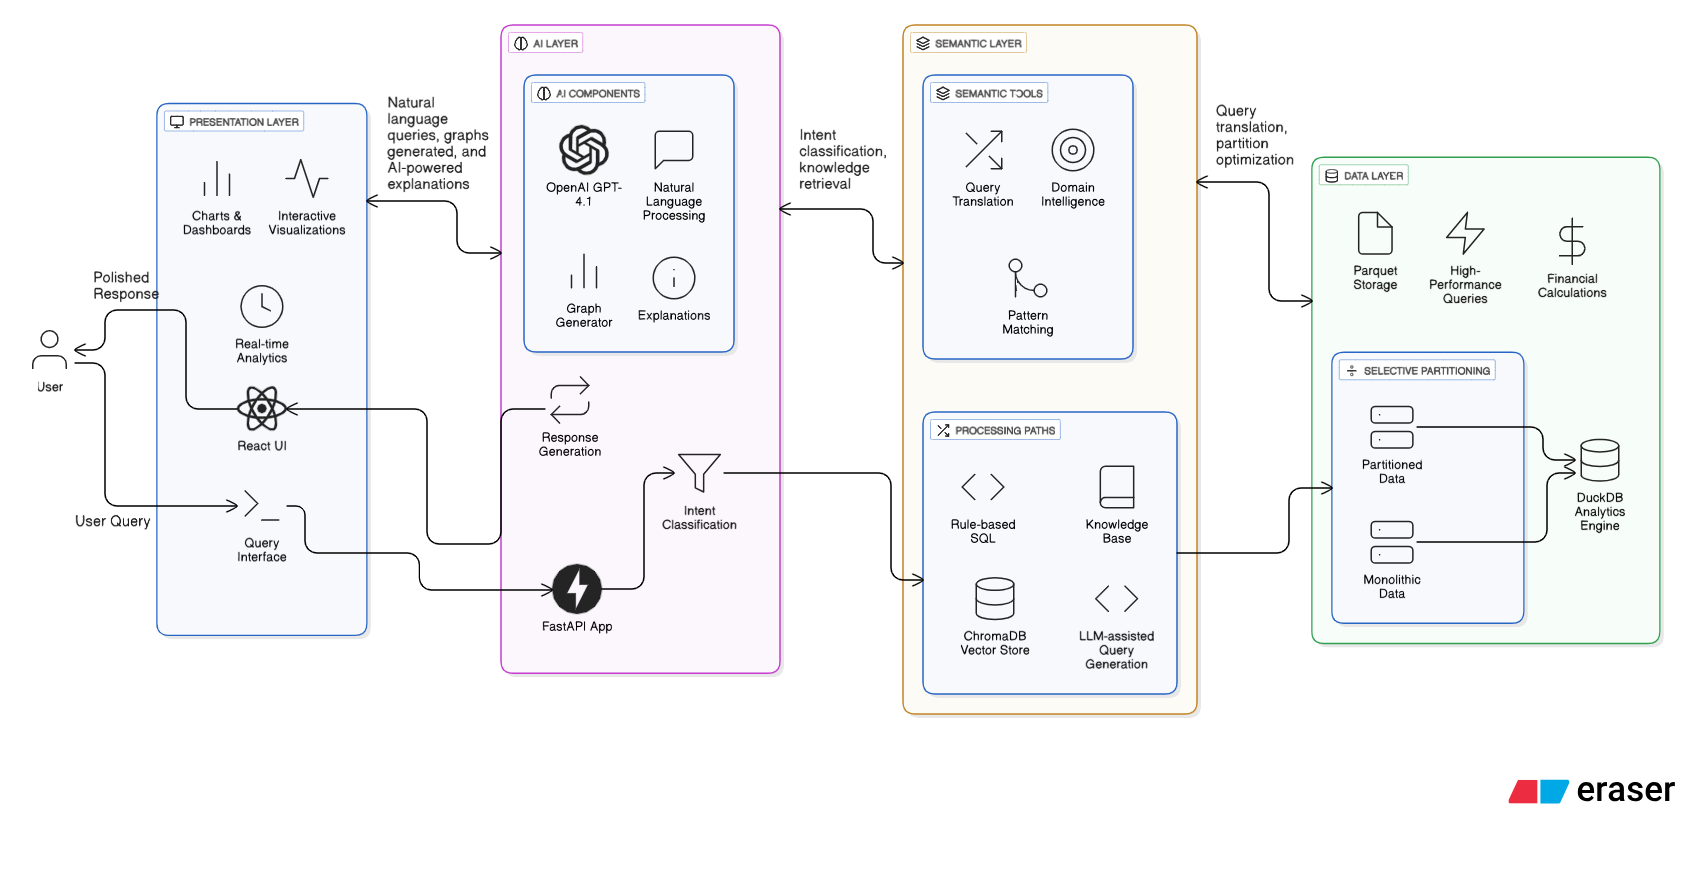 Polished
Response
User
User Query
PRESENTATION LAYER
Charts &
Dashboards
Interactive
Visualizations
Real-time
Analytics
React UI
Query
Interface
Natural
language
queries, graphs
generated, and
AI-powered
explanations
AI LAYER
AI COMPONENTS
OpenAI GPT-
4.1
Natural
Language
Processing
Graph
Generator
Explanations
Response
Generation
Intent
Classification
FastAPI App
Intent
classification,
knowledge
retrieval
SEMANTIC LAYER
SEMANTIC TOOLS
Query
Translation
Domain
Intelligence
Pattern
Matching
PROCESSING PATHS
Rule-based
SQL
Knowledge
Base
ChromaDB
Vector Store
LLM-assisted
Query
Generation
Query
translation,
partition
optimization
DATA LAYER
Parquet
Storage
High-
Performance
Queries
Financial
Calculations
SELECTIVE PARTITIONING
Partitioned
Data
Monolithic
Data
DuckDB
Analytics
Engine
eraser